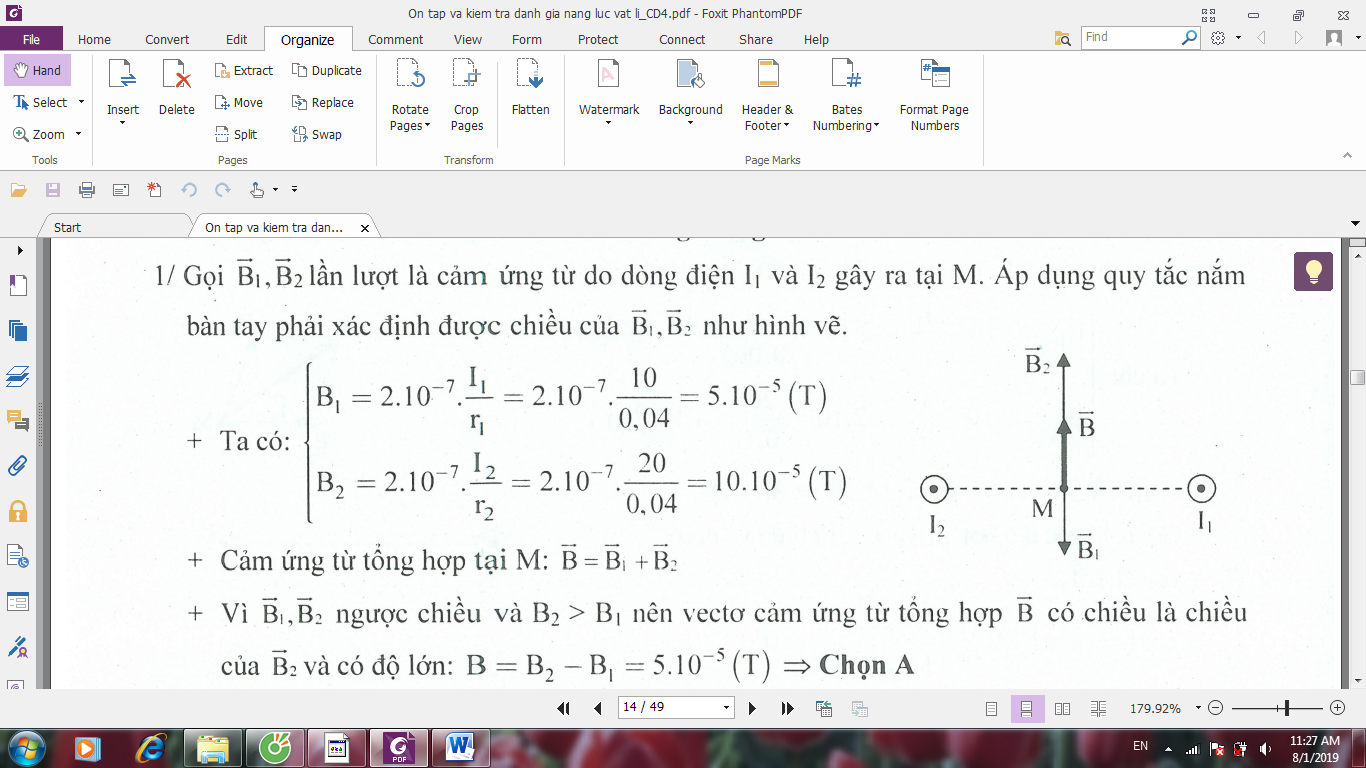 On tap va kiem tra danh gia nang luc vat li_CD4.pdf - Foxit PhantomPDF
File Home Convert Edit Organize Comment View Form Protect Connect Share Help Find
Hand
Select
Zoom
Tools
Insert
Delete
Extract
Move
Split
Duplicate
Replace
Swap
Pages
Rotate Pages
Crop Pages
Flatten
Transform
Watermark
Background
Header & Footer
Bates Numbering
Format Page Numbers
Page Marks
Start On tap va kiem tra dan...
1/ Gọi B⃗₁, B⃗₂ lần lượt là cảm ứng từ do dòng điện I₁ và I₂ gây ra tại M. Áp dụng quy tắc nắm
bàn tay phải xác định được chiều của B⃗₁, B⃗₂ như hình vẽ.
+ Ta có:
B₁ = 2.10⁻⁷.I₁/r₁ = 2.10⁻⁷.10/0,04 = 5.10⁻⁵ (T)
B₂ = 2.10⁻⁷.I₂/r₂ = 2.10⁻⁷.20/0,04 = 10.10⁻⁵ (T)
B⃗₂
B⃗
M
I₂
I₁
B⃗₁
+ Cảm ứng từ tổng hợp tại M: B⃗ = B⃗₁ + B⃗₂
+ Vì B⃗₁, B⃗₂ ngược chiều và B₂ > B₁ nên vectơ cảm ứng từ tổng hợp B⃗ có chiều là chiều
của B⃗₂ và có độ lớn: B = B₂ − B₁ = 5.10⁻⁵ (T) ⇒ Chọn A
14 / 49
179.92%
EN
11:27 AM
8/1/2019